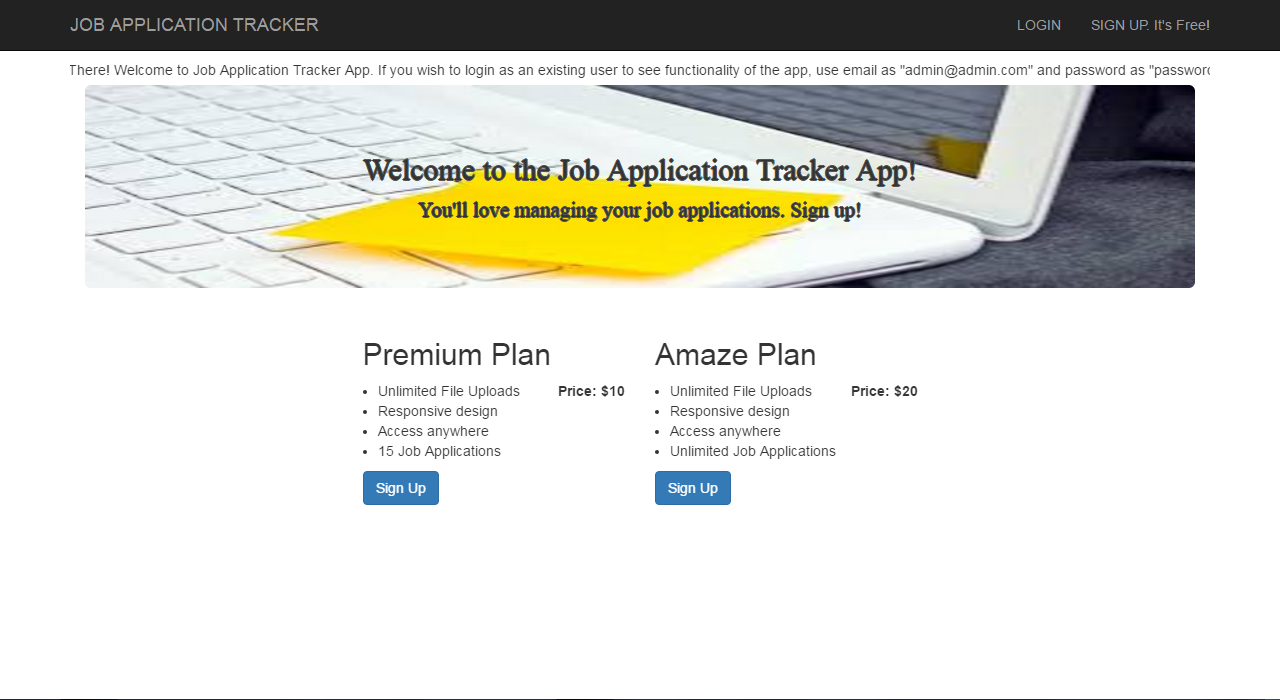 JOB APPLICATION TRACKER
LOGIN
SIGN UP. It's Free!
There! Welcome to Job Application Tracker App. If you wish to login as an existing user to see functionality of the app, use email as "admin@admin.com" and password as "passwor
Welcome to the Job Application Tracker App!
You'll love managing your job applications. Sign up!
Premium Plan
• Unlimited File Uploads
Price: $10
• Responsive design
• Access anywhere
• 15 Job Applications
Sign Up
Amaze Plan
• Unlimited File Uploads
Price: $20
• Responsive design
• Access anywhere
• Unlimited Job Applications
Sign Up